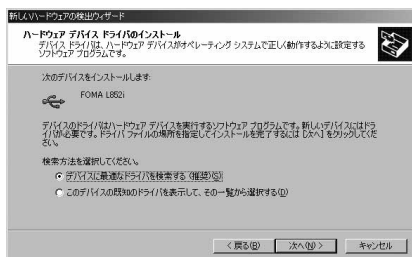 新しいハードウェアの検出ウィザード
ハードウェア デバイス ドライバのインストール
デバイス ドライバは、ハードウェア デバイスがオペレーティング システムで正しく動作するように設定する
ソフトウェア プログラムです。
次のデバイスをインストールします:
FOMA L852i
デバイスのドライバはハードウェア デバイスを実行するソフトウェア プログラムです。新しいデバイスにはドラ
イバが必要です。ドライバ ファイルの場所を指定してインストールを完了するには [次へ] をクリックしてくだ
さい。
検索方法を選択してください。
デバイスに最適なドライバを検索する (推奨)(S)
このデバイスの既知のドライバを表示して、その一覧から選択する(D)
< 戻る(B)
次へ(N) >
キャンセル